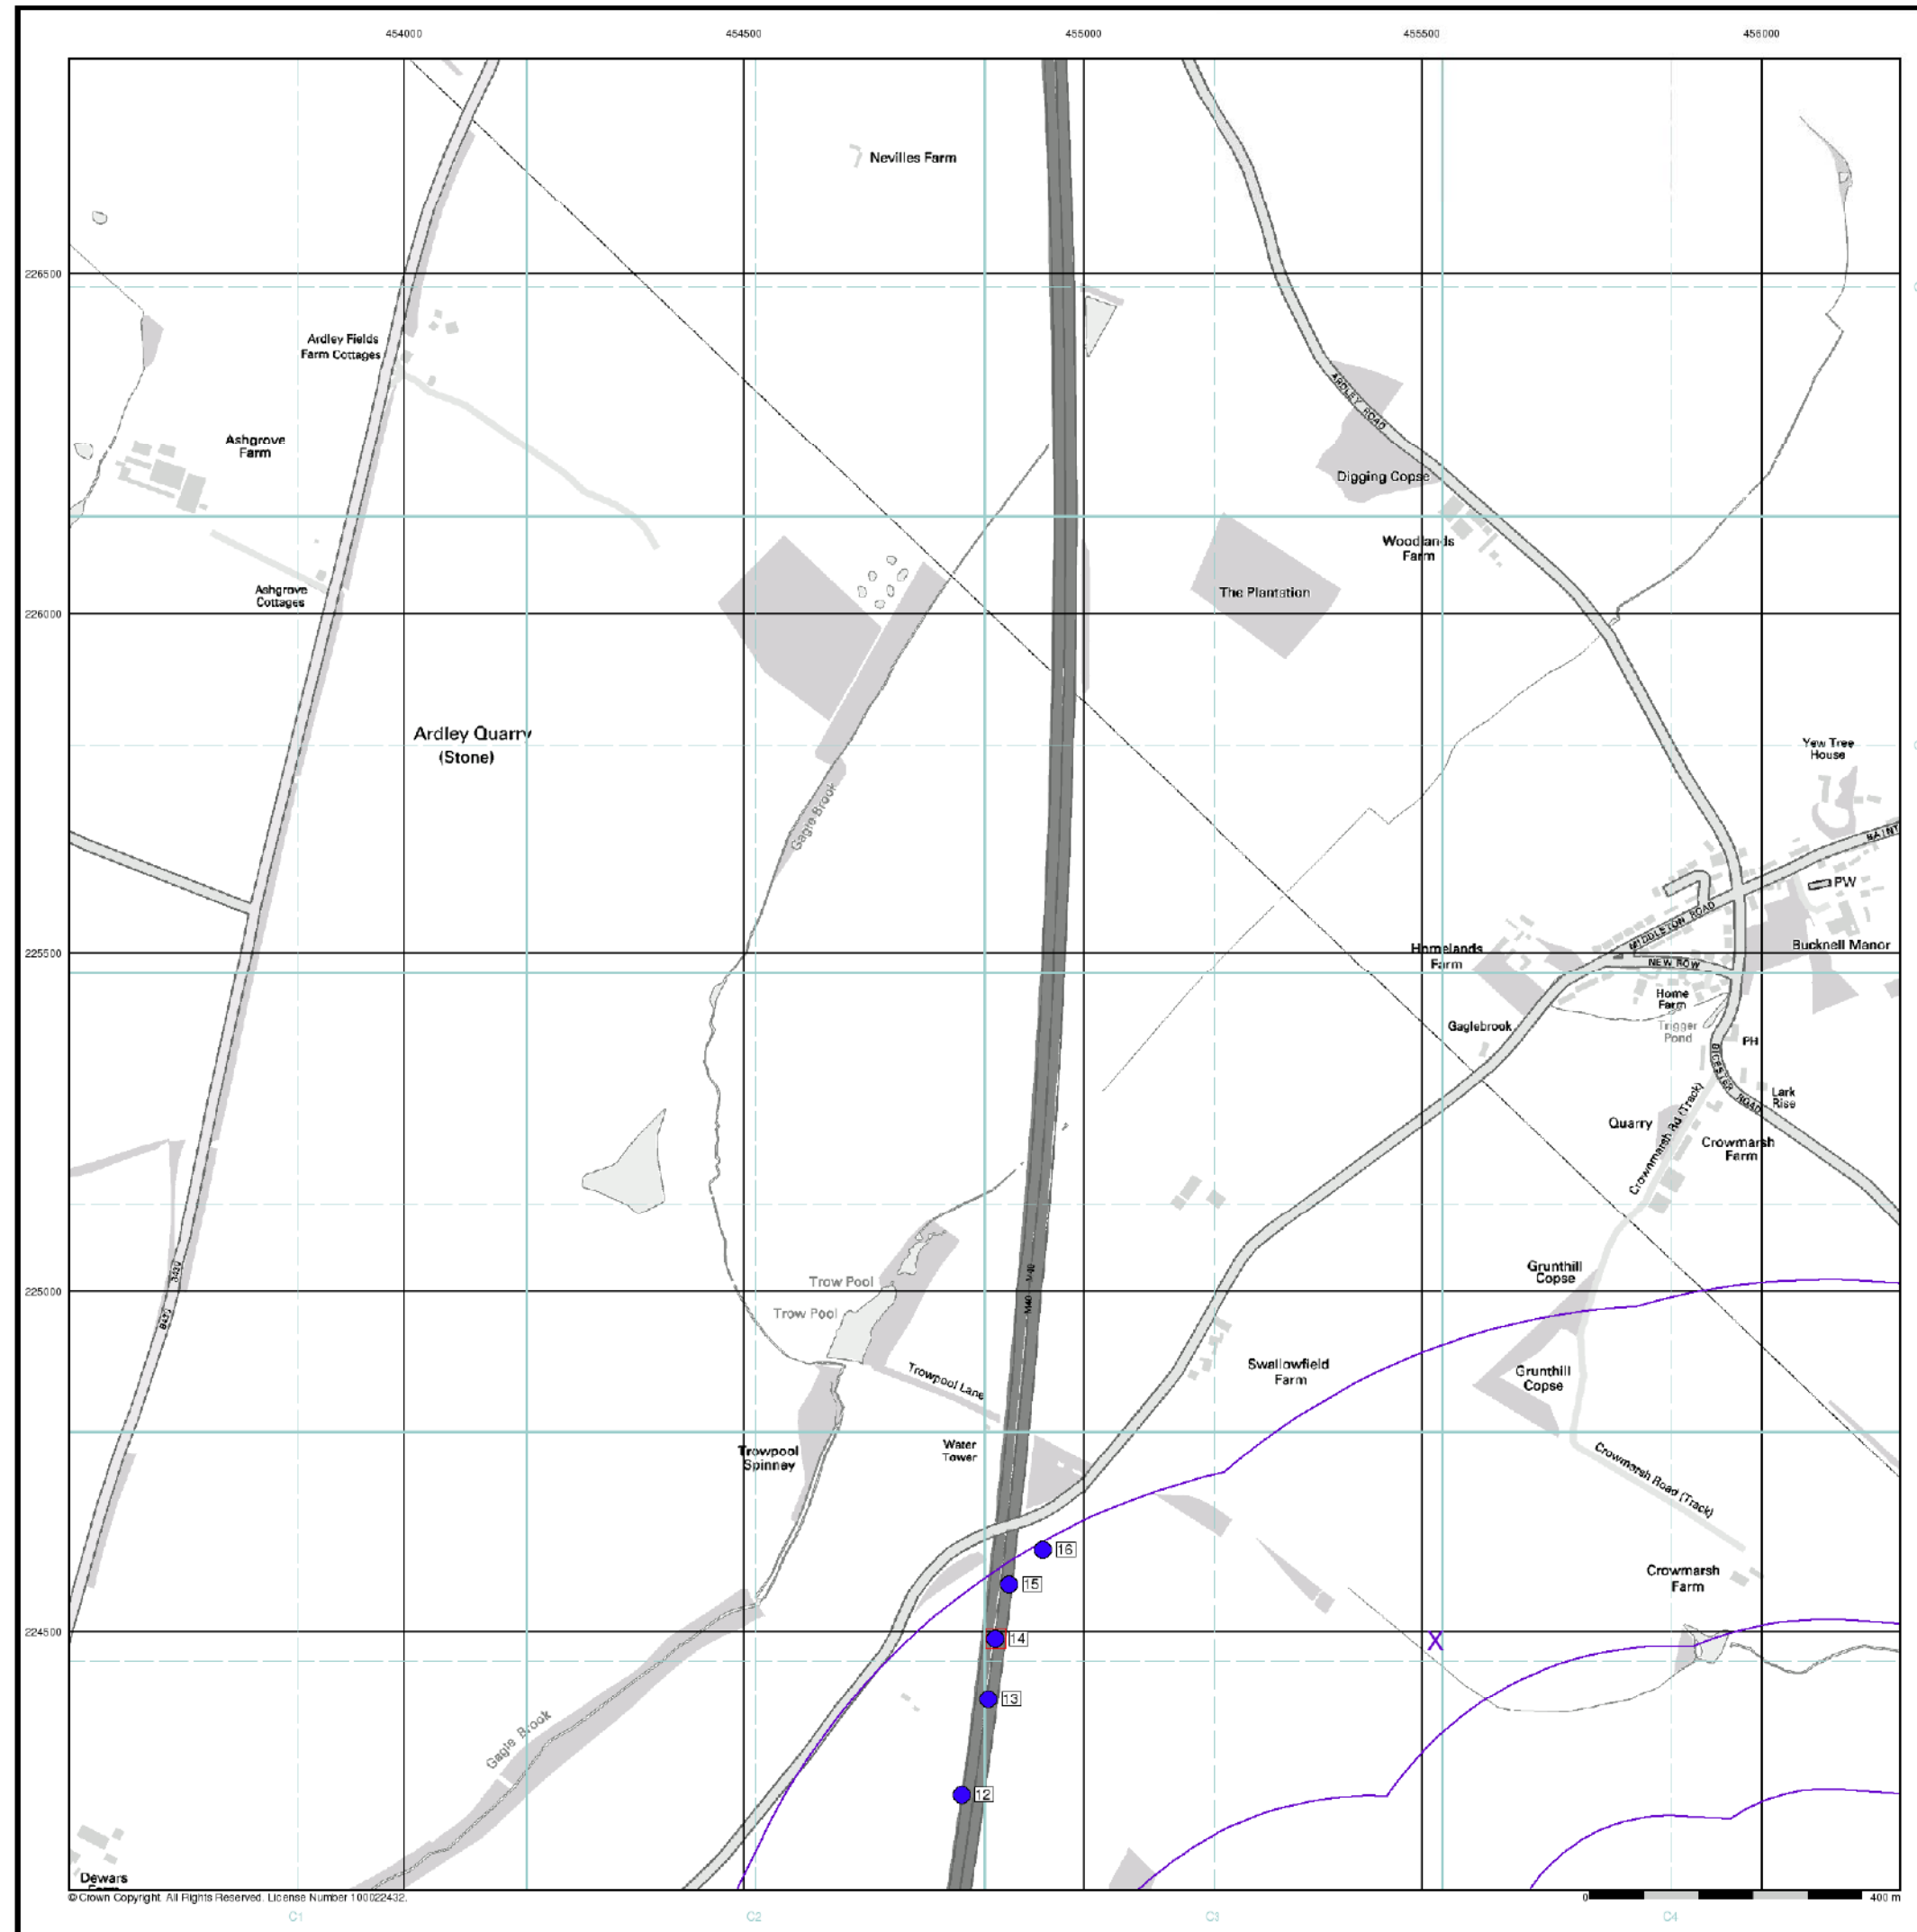 454000
454500
455000
455500
456000
Nevilles Farm
226500
Ardley Fields
Farm Cottages
ARDLEY ROAD
Ashgrove
Farm
Digging Copse
Woodlands
Farm
Ashgrove
Cottages
The Plantation
226000
Ardley Quarry
(Stone)
Yew Tree
House
Gagle Brook
PW
MIDDLETON ROAD
Bucknell Manor
225500
Homelands
Farm
NEW ROW
Home
Farm
Gaglebrook
Trigger
Pond
PH
BICESTER ROAD
Lark
Rise
Quarry
Crowmarsh Rd (Track)
Crowmarsh
Farm
B430
Grunthill
Copse
Trow Pool
M40
M40
225000
B430
Trow Pool
Swallowfield
Farm
Grunthill
Copse
Trowpool Lane
Water
Tower
Trowpool
Spinney
Crowmarsh Road (Track)
16
15
Crowmarsh
Farm
224500
14
X
13
Gagle Brook
12
Dewars
Farm
© Crown Copyright. All Rights Reserved. License Number 100022432.
0
400 m
C1
C2
C3
C4